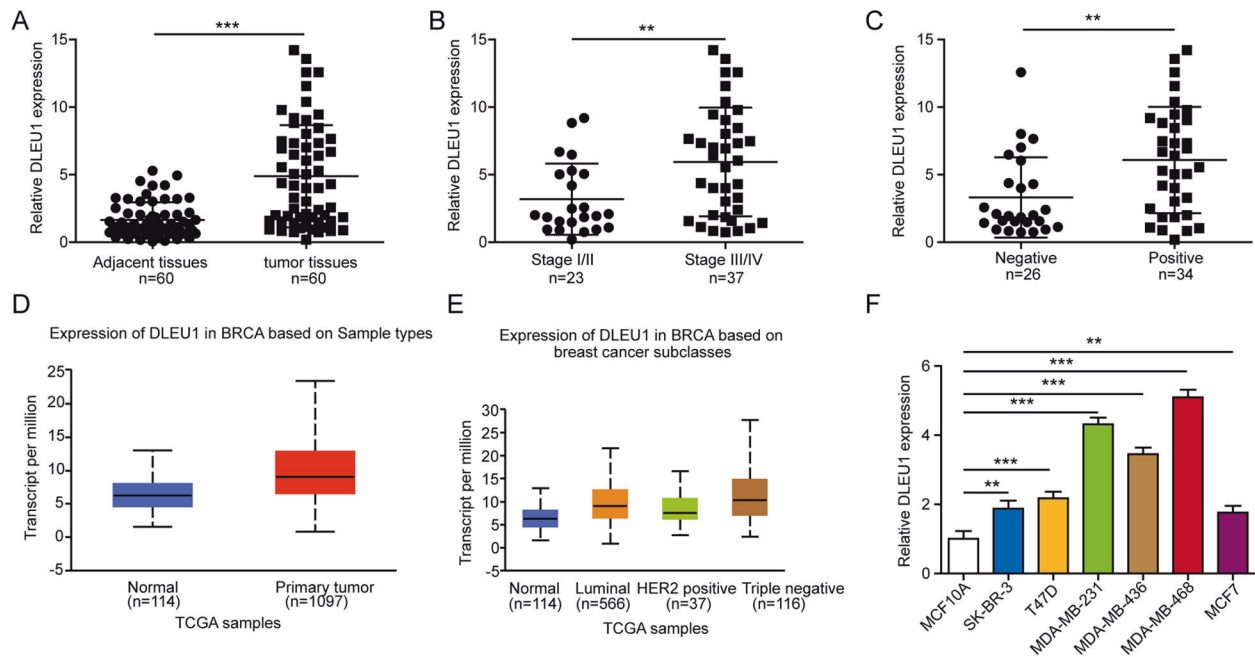 A
***
Relative DLEU1 expression
15
10
5
0
Adjacent tissues
n=60
tumor tissues
n=60
B
**
Relative DLEU1 expression
15
10
5
0
Stage I/II
n=23
Stage III/IV
n=37
C
**
Relative DLEU1 expression
15
10
5
0
Negative
n=26
Positive
n=34
D
Expression of DLEU1 in BRCA based on Sample types
Transcript per million
25
20
15
10
5
0
-5
Normal
(n=114)
Primary tumor
(n=1097)
TCGA samples
E
Expression of DLEU1 in BRCA based on
breast cancer subclasses
Transcript per million
30
25
20
15
10
5
0
-5
Normal
(n=114)
Luminal
(n=566)
HER2 positive
(n=37)
Triple negative
(n=116)
TCGA samples
F
**
***
***
***
***
**
Relative DLEU1 expression
6
4
2
0
MCF10A
SK-BR-3
T47D
MDA-MB-231
MDA-MB-436
MDA-MB-468
MCF7